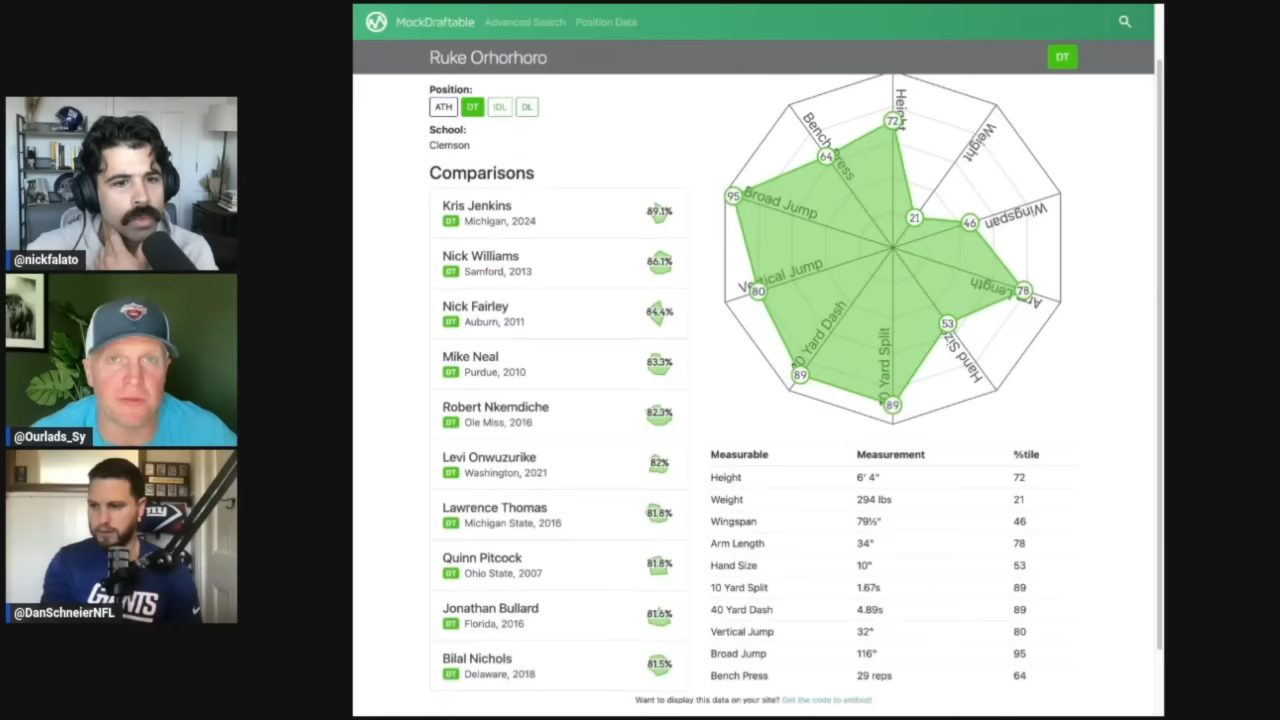 MockDraftable
Advanced Search
Position Data
Ruke Orhorhoro
DT
Position:
ATH
DT
IDL
DL
School:
Clemson
Comparisons
Kris Jenkins
DT Michigan, 2024
89.1%
Nick Williams
DT Samford, 2013
86.1%
Nick Fairley
DT Auburn, 2011
84.4%
Mike Neal
DT Purdue, 2010
83.3%
Robert Nkemdiche
DT Ole Miss, 2016
82.3%
Levi Onwuzurike
DT Washington, 2021
82%
Lawrence Thomas
DT Michigan State, 2016
81.8%
Quinn Pitcock
DT Ohio State, 2007
81.8%
Jonathan Bullard
DT Florida, 2016
81.6%
Bilal Nichols
DT Delaware, 2018
81.5%
Height
72
Weight
21
Wingspan
46
Arm Length
78
Hand Size
53
Yard Split
89
0 Yard Dash
89
Vertical Jump
80
Broad Jump
95
Bench Press
64
Measurable Measurement %tile
Height 6' 4" 72
Weight 294 lbs 21
Wingspan 79½" 46
Arm Length 34" 78
Hand Size 10" 53
10 Yard Split 1.67s 89
40 Yard Dash 4.89s 89
Vertical Jump 32" 80
Broad Jump 116" 95
Bench Press 29 reps 64
Want to display this data on your site? Get the code to embed!
@nickfalato
@Ourlads_Sy
ny
GIANTS
@DanSchneierNFL